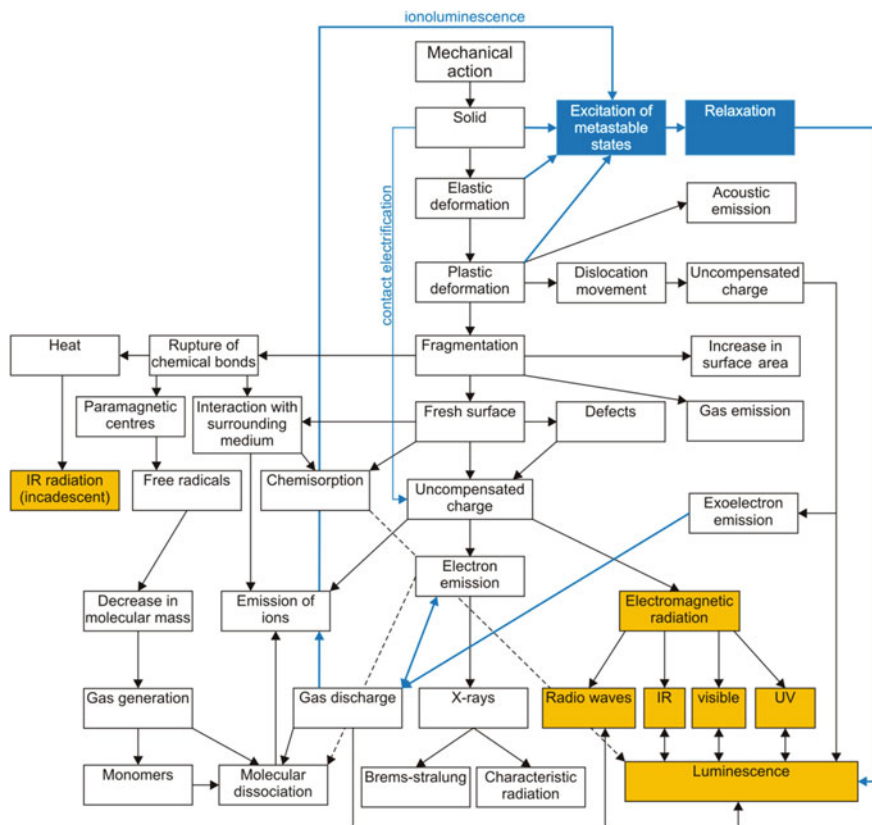 ionoluminescence
Mechanical
action
Solid
Excitation of
metastable
states
Relaxation
contact electrification
Elastic
deformation
Acoustic
emission
Plastic
deformation
Dislocation
movement
Uncompensated
charge
Heat
Rupture of
chemical bonds
Fragmentation
Increase in
surface area
Paramagnetic
centres
Interaction with
surrounding
medium
Fresh surface
Defects
Gas emission
IR radiation
(incadescent)
Free radicals
Chemisorption
Uncompensated
charge
Exoelectron
emission
Electron
emission
Decrease in
molecular mass
Emission of
ions
Electromagnetic
radiation
Gas generation
Gas discharge
X-rays
Radio waves
IR
visible
UV
Monomers
Molecular
dissociation
Brems-stralung
Characteristic
radiation
Luminescence